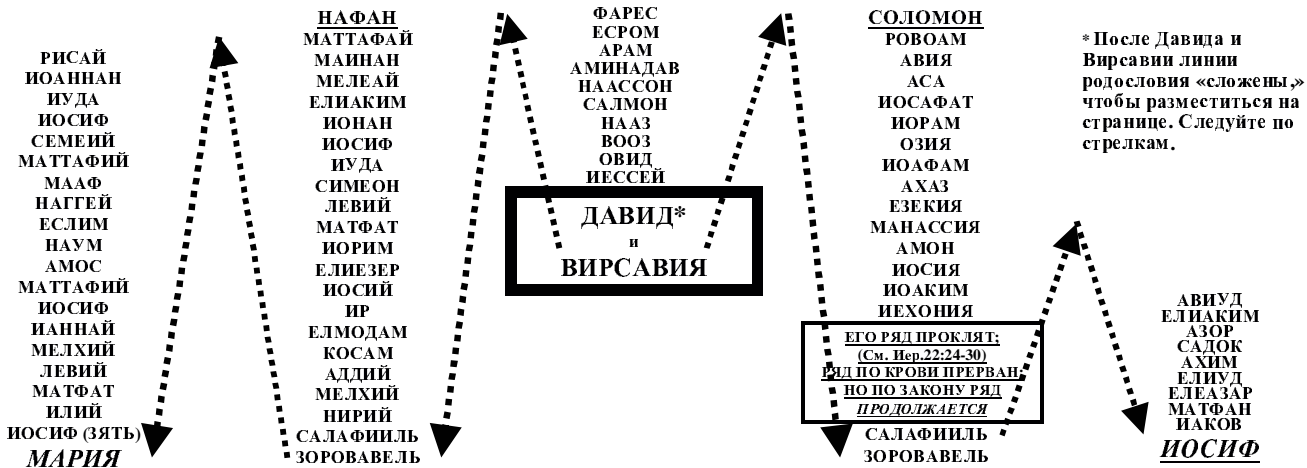 РИСАЙ
ИОАННАН
ИУДА
ИОСИФ
СЕМЕИЙ
МАТТАФИЙ
МААФ
НАГГЕЙ
ЕСЛИМ
НАУМ
АМОС
МАТТАФИЙ
ИОСИФ
ИАННАЙ
МЕЛХИЙ
ЛЕВИЙ
МАТФАТ
ИЛИЙ
ИОСИФ (ЗЯТЬ)
МАРИЯ
НАФАН
МАТТАФАЙ
МАИНАН
МЕЛЕАЙ
ЕЛИАКИМ
ИОНАН
ИОСИФ
ИУДА
СИМЕОН
ЛЕВИЙ
МАТФАТ
ИОРИМ
ЕЛИЕЗЕР
ИОСИЙ
ИР
ЕЛМОДАМ
КОСАМ
АДДИЙ
МЕЛХИЙ
НИРИЙ
САЛАФИИЛЬ
ЗОРОВАВЕЛЬ
ФАРЕС
ЕСРОМ
АРАМ
АМИНАДАВ
НААССОН
САЛМОН
НААЗ
ВООЗ
ОВИД
ИЕССЕЙ
ДАВИД*
и
ВИРСАВИЯ
СОЛОМОН
РОВОАМ
АВИЯ
АСА
ИОСАФАТ
ИОРАМ
ОЗИЯ
ИОАФАМ
АХАЗ
ЕЗЕКИЯ
МАНАССИЯ
АМОН
ИОСИЯ
ИОАКИМ
ИЕХОНИЯ
ЕГО РЯД ПРОКЛЯТ;
(См. Иер.22:24-30)
РЯД ПО КРОВИ ПРЕРВАН;
НО ПО ЗАКОНУ РЯД
ПРОДОЛЖАЕТСЯ
САЛАФИИЛЬ
ЗОРОВАВЕЛЬ
* После Давида и
Вирсавии линии
родословия «сложены,»
чтобы разместиться на
странице. Следуйте по
стрелкам.
АВИУД
ЕЛИАКИМ
АЗОР
САДОК
АХИМ
ЕЛИУД
ЕЛЕАЗАР
МАТФАН
ИАКОВ
ИОСИФ